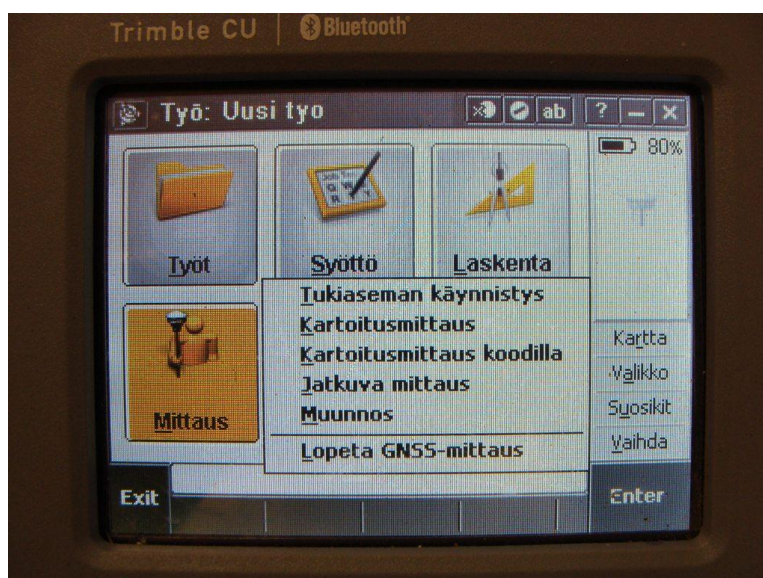 Trimble CU | Bluetooth®
Työ: Uusi tyo
ab ? – x
80%
Työt
Syöttö
Laskenta
Mittaus
Tukiaseman käynnistys
Kartoitusmittaus
Kartoitusmittaus koodilla
Jatkuva mittaus
Muunnos
Lopeta GNSS-mittaus
Kartta
Valikko
Suosikit
Vaihda
Exit
Enter